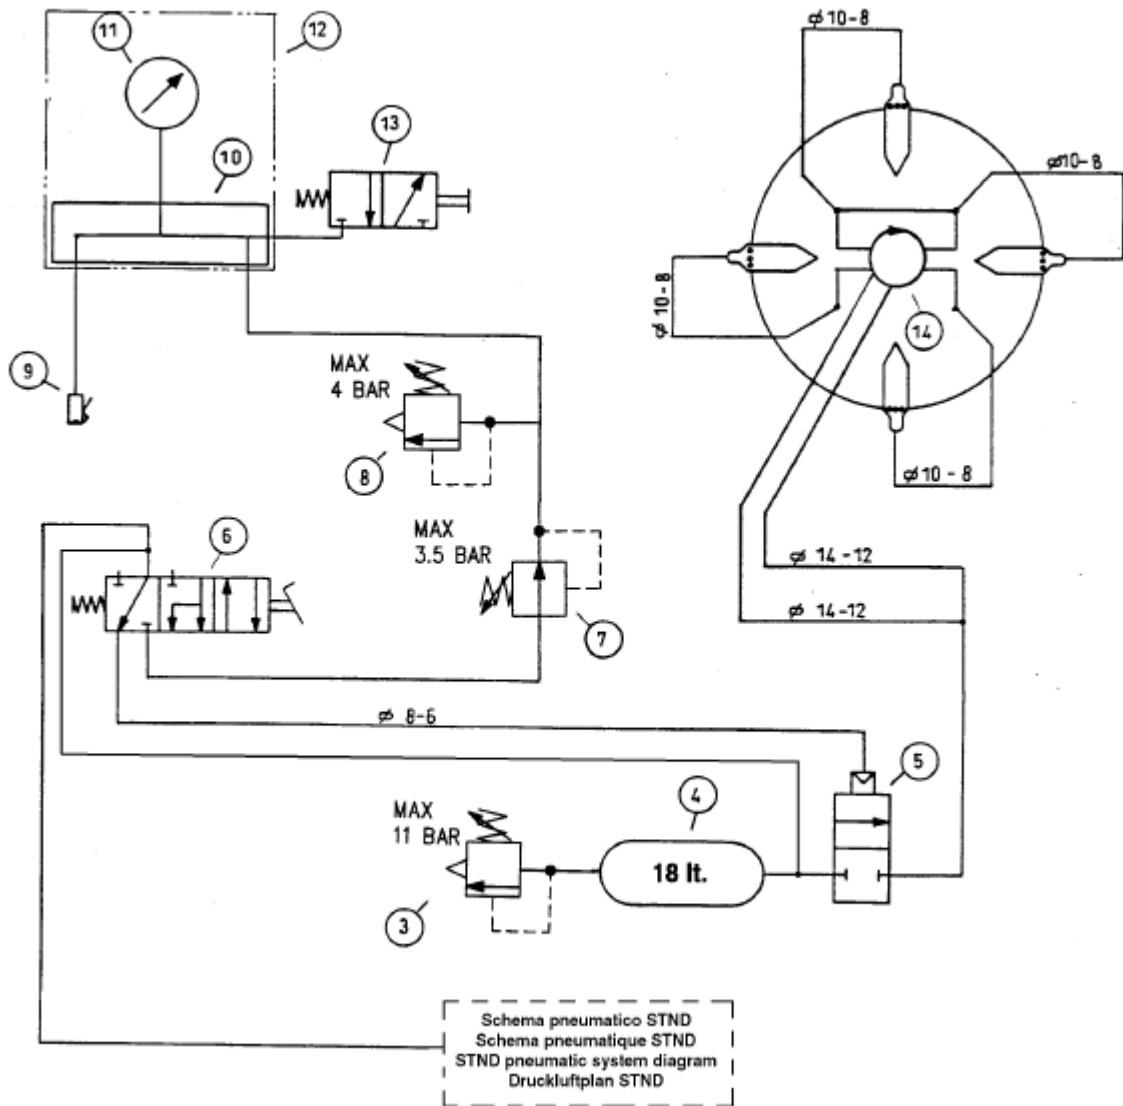 11
12
⌀10-8
13
10
⌀10-8
⌀10-8
14
9
MAX
4 BAR
8
⌀10-8
6
MAX
3.5 BAR
⌀ 14-12
7
⌀ 14-12
⌀ 8-6
5
4
MAX
11 BAR
18 lt.
3
Schema pneumatico STND
Schema pneumatique STND
STND pneumatic system diagram
Druckluftplan STND